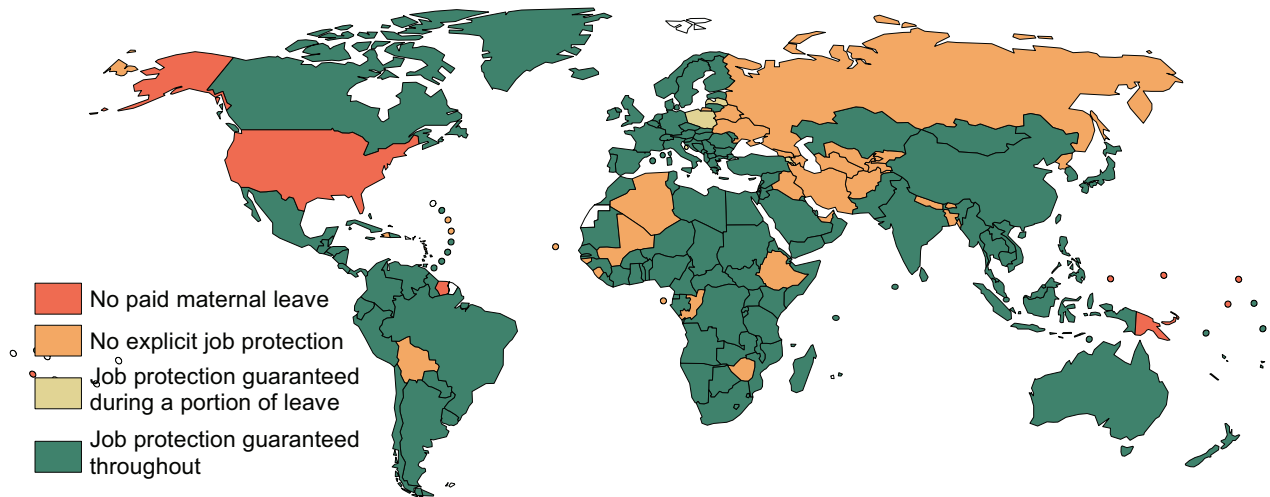 No paid maternal leave
No explicit job protection
Job protection guaranteed
during a portion of leave
Job protection guaranteed
throughout